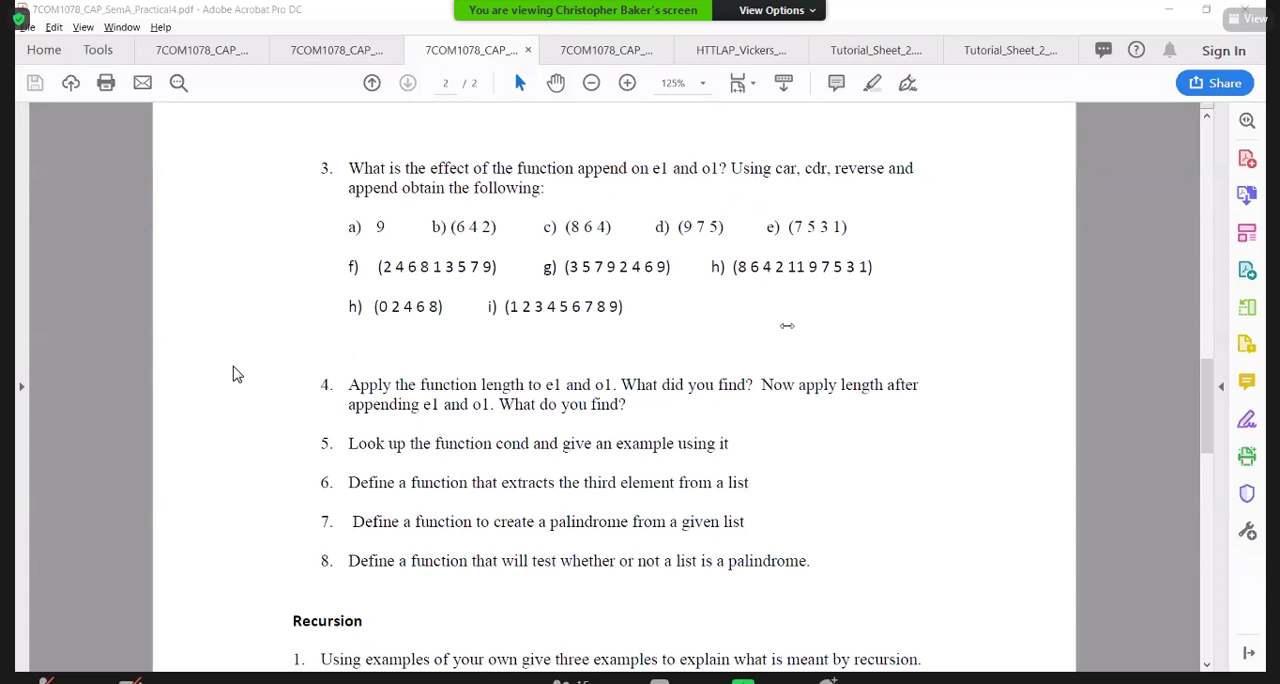 7COM1078_CAP_SemA_Practical4.pdf - Adobe Acrobat Pro DC
You are viewing Christopher Baker's screen
View Options
View
File Edit View Window Help
Home Tools 7COM1078_CAP_... 7COM1078_CAP_... 7COM1078_CAP_... × 7COM1078_CAP_... HTTLAP_Vickers_... Tutorial_Sheet_2.... Tutorial_Sheet_2_... Sign In
2 / 2 125% Share
3. What is the effect of the function append on e1 and o1? Using car, cdr, reverse and
append obtain the following:
a) 9 b) (6 4 2) c) (8 6 4) d) (9 7 5) e) (7 5 3 1)
f) (2 4 6 8 1 3 5 7 9) g) (3 5 7 9 2 4 6 9) h) (8 6 4 2 11 9 7 5 3 1)
h) (0 2 4 6 8) i) (1 2 3 4 5 6 7 8 9)
4. Apply the function length to e1 and o1. What did you find? Now apply length after
appending e1 and o1. What do you find?
5. Look up the function cond and give an example using it
6. Define a function that extracts the third element from a list
7. Define a function to create a palindrome from a given list
8. Define a function that will test whether or not a list is a palindrome.
Recursion
1. Using examples of your own give three examples to explain what is meant by recursion.